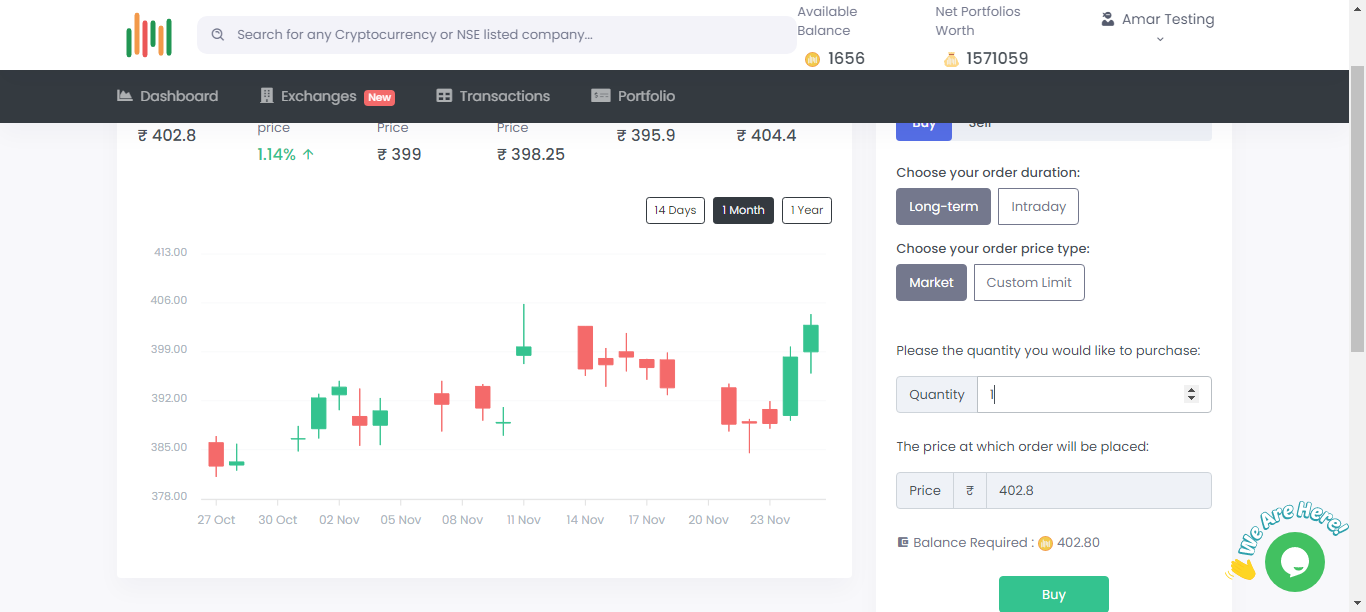 Available Balance
Net Portfolios Worth
Amar Testing
Search for any Cryptocurrency or NSE listed company...
1656
1571059
Dashboard
Exchanges New
Transactions
Portfolio
₹ 402.8
price
1.14% ↑
Price
₹ 399
Price
₹ 398.25
₹ 395.9
₹ 404.4
14 Days
1 Month
1 Year
413.00
406.00
399.00
392.00
385.00
378.00
27 Oct
30 Oct
02 Nov
05 Nov
08 Nov
11 Nov
14 Nov
17 Nov
20 Nov
23 Nov
Buy
Sell
Choose your order duration:
Long-term
Intraday
Choose your order price type:
Market
Custom Limit
Please the quantity you would like to purchase:
Quantity
1
The price at which order will be placed:
Price
₹
402.8
Balance Required : 402.80
Buy
We Are Here!